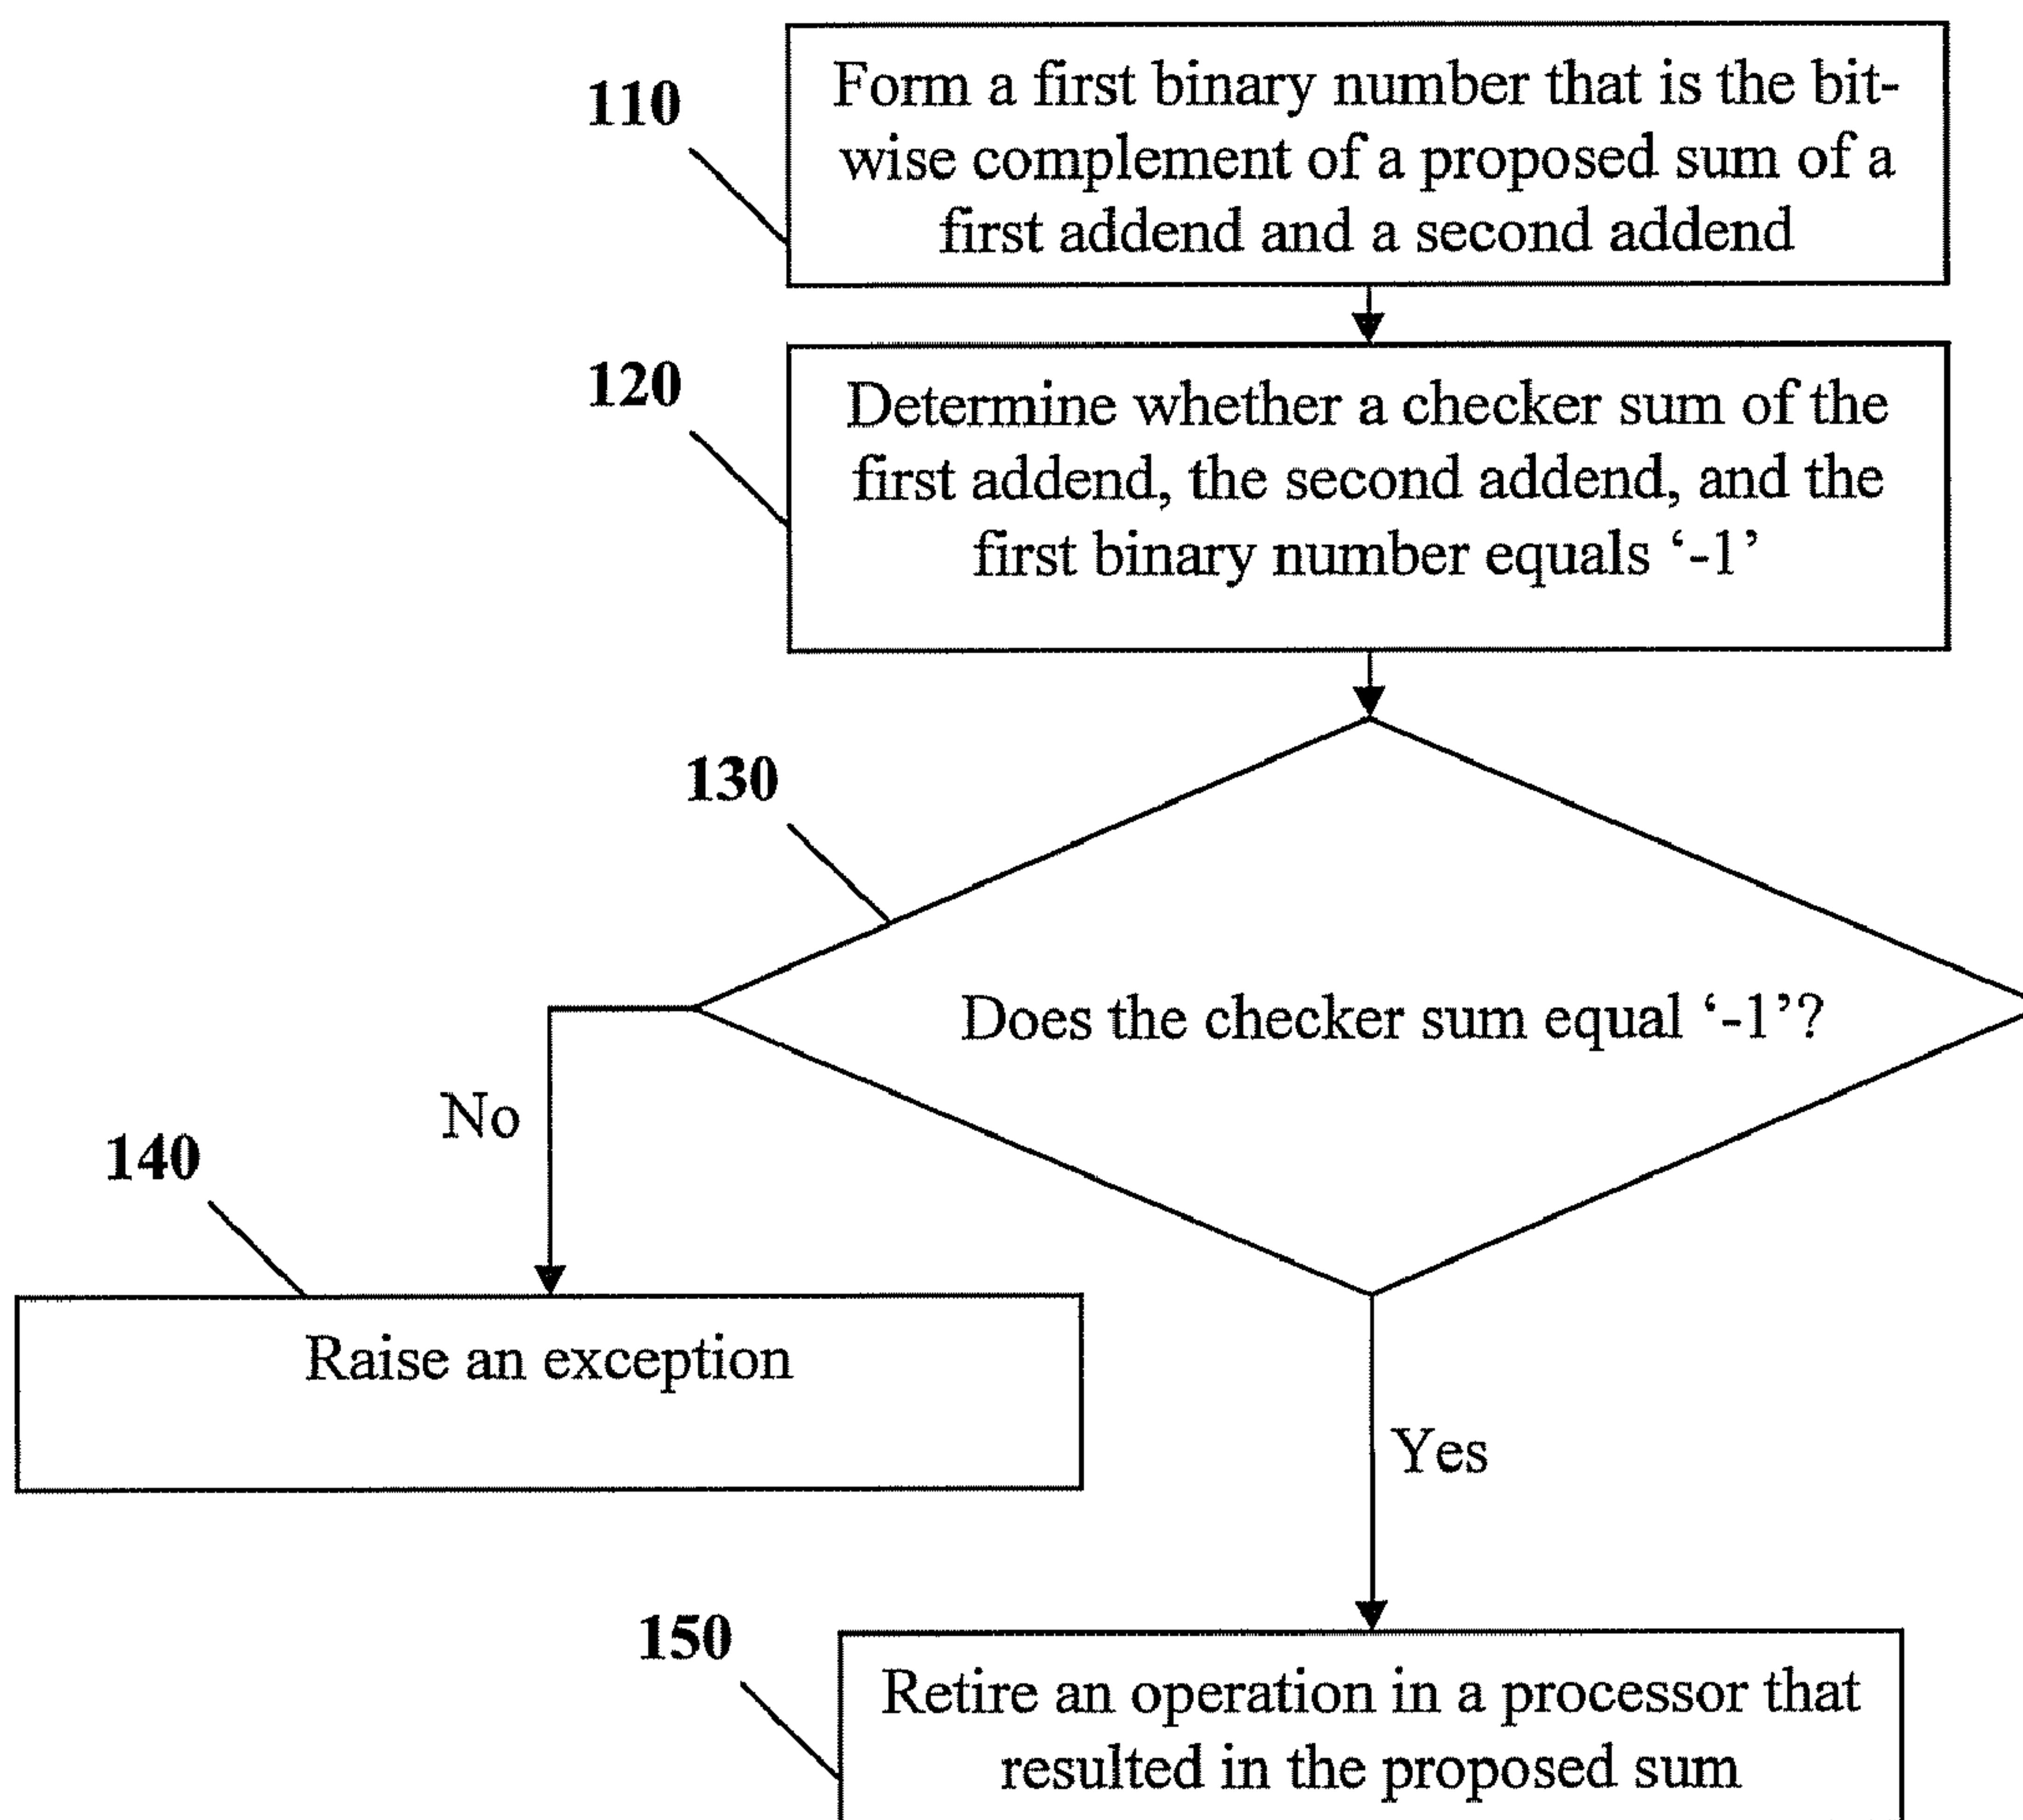 110
Form a first binary number that is the bit-
wise complement of a proposed sum of a
first addend and a second addend
120
Determine whether a checker sum of the
first addend, the second addend, and the
first binary number equals ‘-1’
130
Does the checker sum equal ‘-1’?
No
140
Raise an exception
Yes
150
Retire an operation in a processor that
resulted in the proposed sum